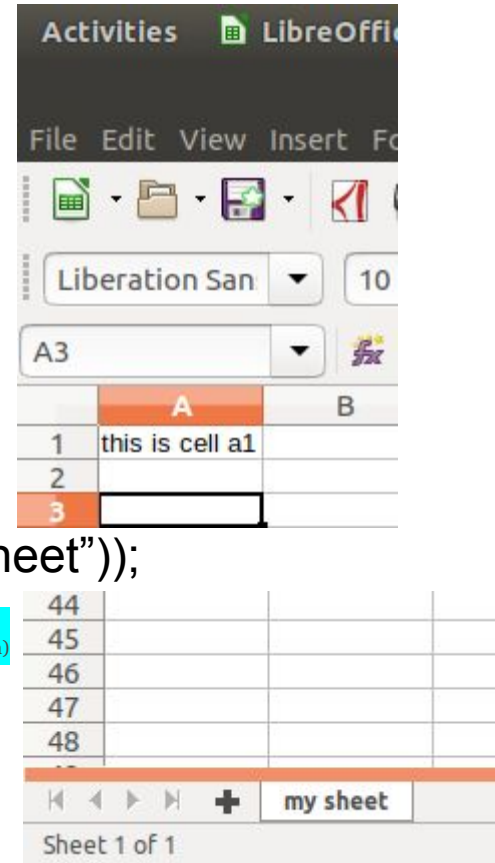 Activities LibreOffi
File Edit View Insert Fo
Liberation San 10
A3 fx
A B
1 this is cell a1
2
3
heet”));
44
45
46
47
48
my sheet
Sheet 1 of 1